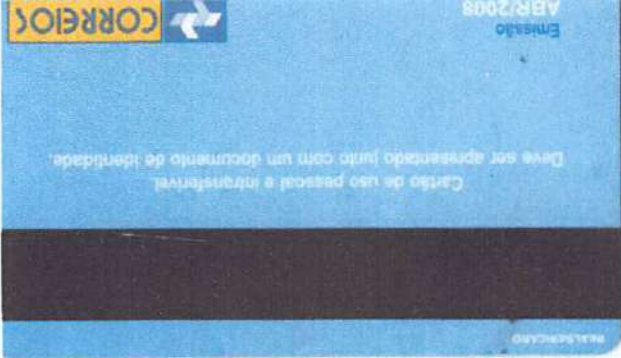 Cartão de uso pessoal e intransferível.
Deve ser apresentado junto com um documento de identidade.
Emissão
ABR/2008
CORREIOS